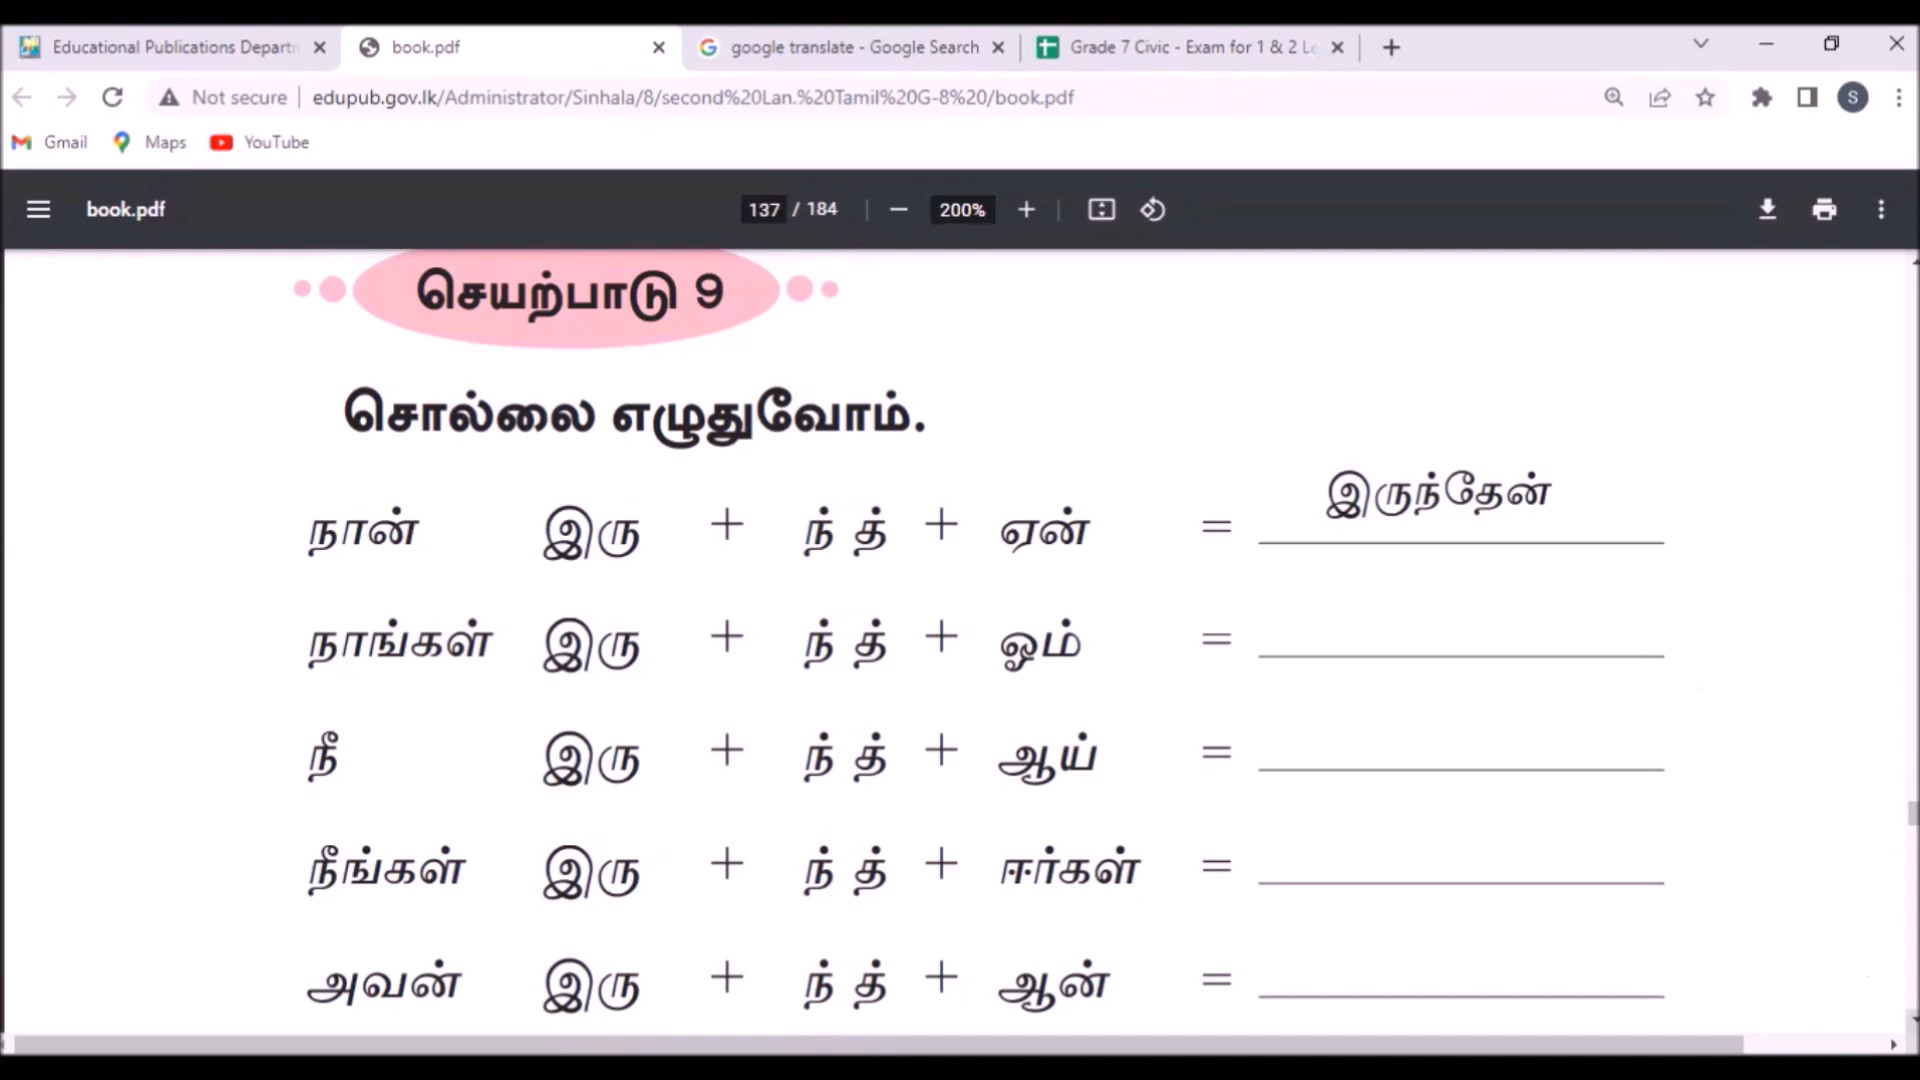 Educational Publications Departn
book.pdf
google translate - Google Search
Grade 7 Civic - Exam for 1 & 2 Le
Not secure
edupub.gov.lk/Administrator/Sinhala/8/second%20Lan.%20Tamil%20G-8%20/book.pdf
S
Gmail
Maps
YouTube
book.pdf
137 / 184
200%
செயற்பாடு 9
சொல்லை எழுதுவோம்.
நான் இரு + ந் த் + ஏன் = இருந்தேன்
நாங்கள் இரு + ந் த் + ஓம் = 
நீ இரு + ந் த் + ஆய் = 
நீங்கள் இரு + ந் த் + ஈர்கள் = 
அவன் இரு + ந் த் + ஆன் =